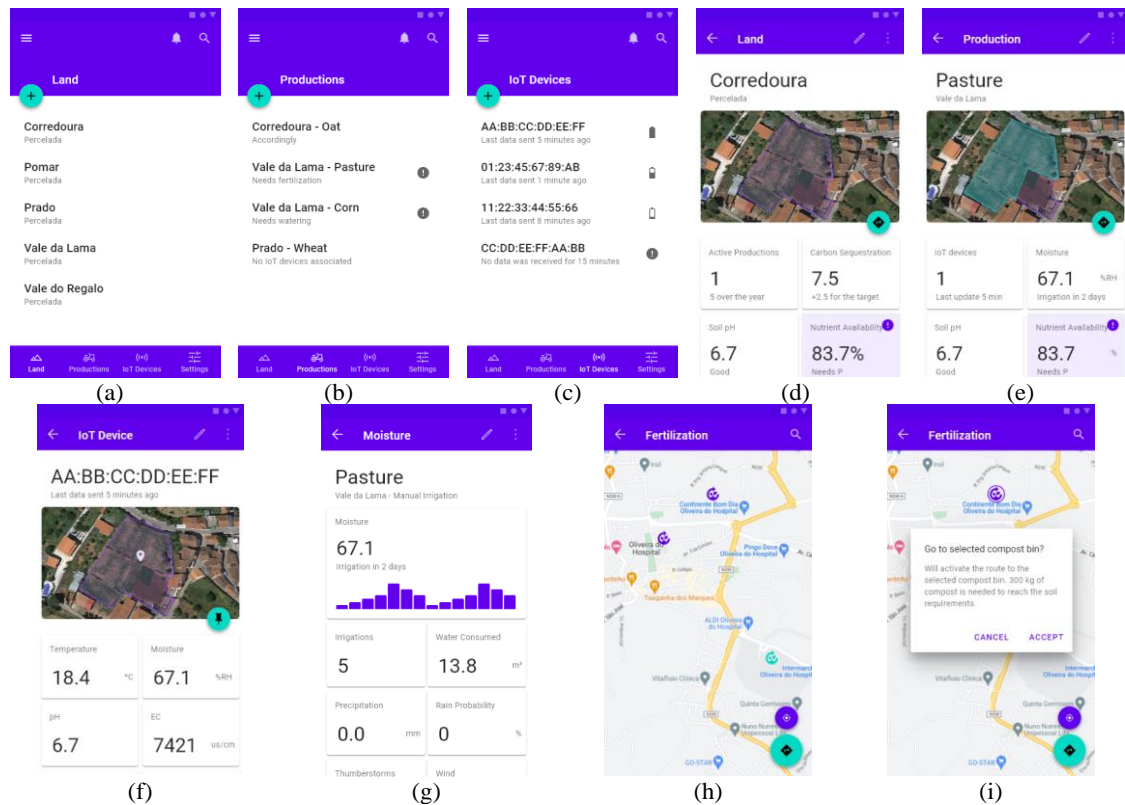 Land
Corredoura
Percelada
Pomar
Percelada
Prado
Percelada
Vale da Lama
Percelada
Vale do Regalo
Percelada
Land Productions IoT Devices Settings
(a)
Productions
Corredoura - Oat
Accordingly
Vale da Lama - Pasture
Needs fertilization
Vale da Lama - Corn
Needs watering
Prado - Wheat
No IoT devices associated
Land Productions IoT Devices Settings
(b)
IoT Devices
AA:BB:CC:DD:EE:FF
Last data sent 5 minutes ago
01:23:45:67:89:AB
Last data sent 1 minute ago
11:22:33:44:55:66
Last data sent 8 minutes ago
CC:DD:EE:FF:AA:BB
No data was received for 15 minutes
Land Productions IoT Devices Settings
(c)
Land
Corredoura
Percelada
Active Productions
1
5 over the year
Carbon Sequestration
7.5
+2.5 for the target
Soil pH
6.7
Good
Nutrient Availability
83.7%
Needs P
(d)
Production
Pasture
Vale da Lama
IoT devices
1
Last update 5 min
Moisture
67.1 %RH
Irrigation in 2 days
Soil pH
6.7
Good
Nutrient Availability
83.7 %
Needs P
(e)
IoT Device
AA:BB:CC:DD:EE:FF
Last data sent 5 minutes ago
Temperature
18.4 °C
Moisture
67.1 %RH
pH
6.7
EC
7421 us/cm
(f)
Moisture
Pasture
Vale da Lama - Manual Irrigation
Moisture
67.1
Irrigation in 2 days
Irrigations
5
Water Consumed
13.8 m³
Precipitation
0.0 mm
Rain Probability
0 %
Thumberstorms
Wind
(g)
Fertilization
Continente Bom Dia
Oliveira do Hospital
Oliveira do
Hospital
Pingo Doce
Oliveira do Hospital
Tasquinha dos Marques
ALDI Oliveira
do Hospital
Intermarch
Oliveira do Hospit
Vitalfisio Clínica
Quinta Germinem
GO-STAR
(h)
Fertilization
Continente Bom Dia
Oliveira do Hospital
Go to selected compost bin?
Will activate the route to the
selected compost bin. 300 kg of
compost is needed to reach the soil
requirements.
CANCEL ACCEPT
Intermarch
Oliveira do Hospit
Vitalfisio Clínica
Quinta Germinem
GO-STAR
(i)